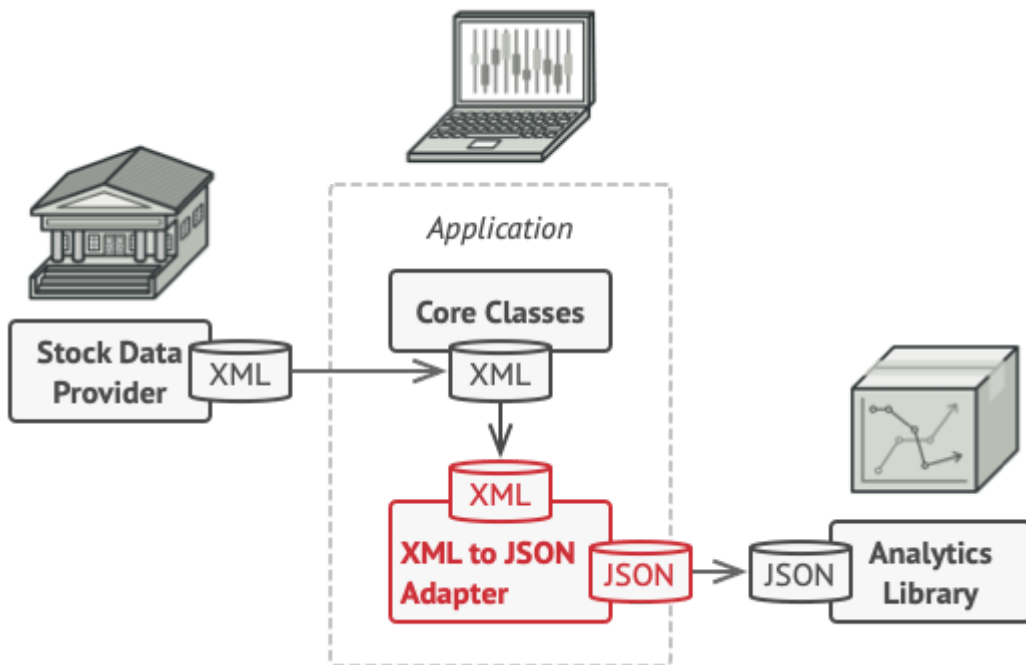 Application
Core Classes
Stock Data
Provider
XML
XML
XML
XML to JSON
Adapter
JSON
JSON
Analytics
Library